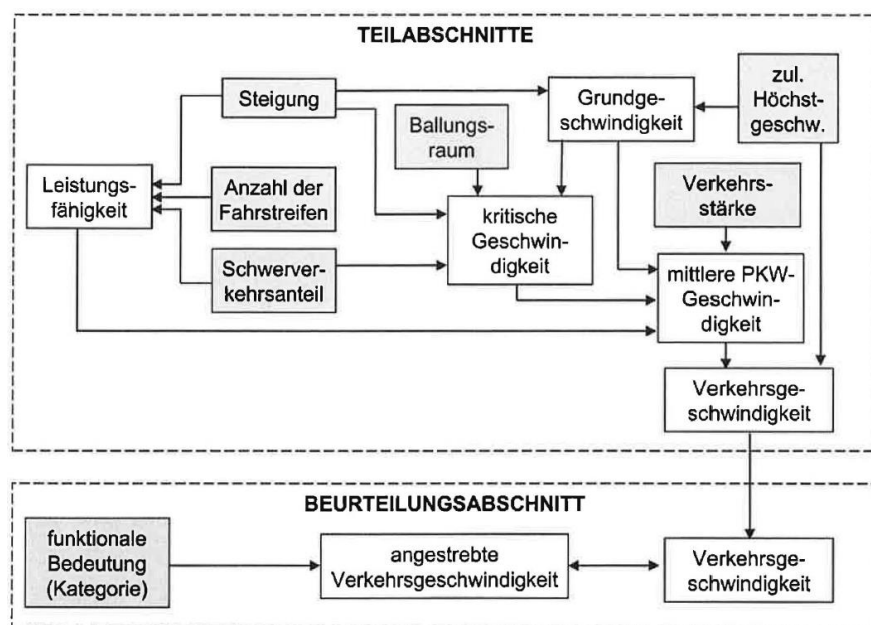 TEILABSCHNITTE
Steigung
Grundge-
schwindigkeit
zul.
Höchst-
geschw.
Ballungs-
raum
Leistungs-
fähigkeit
Anzahl der
Fahrstreifen
Verkehrs-
stärke
kritische
Geschwin-
digkeit
Schwerver-
kehrsanteil
mittlere PKW-
Geschwin-
digkeit
Verkehrsge-
schwindigkeit
BEURTEILUNGSABSCHNITT
funktionale
Bedeutung
(Kategorie)
angestrebte
Verkehrsgeschwindigkeit
Verkehrsge-
schwindigkeit